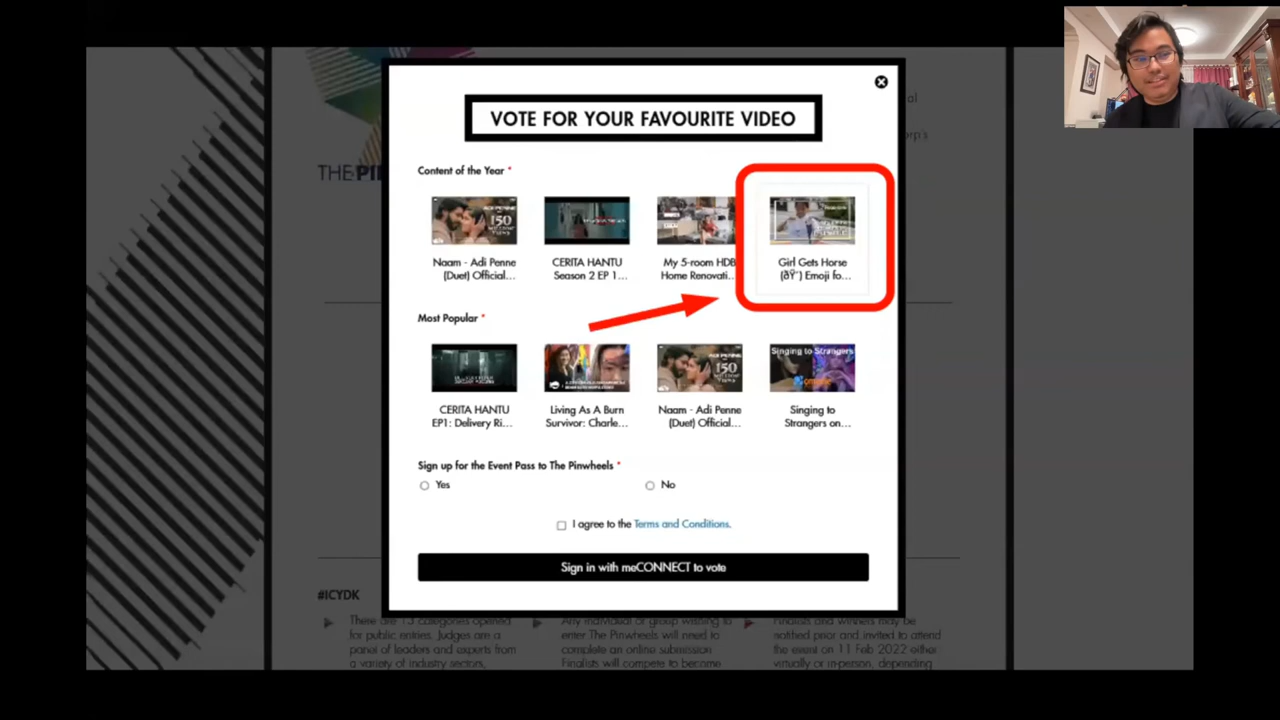 VOTE FOR YOUR FAVOURITE VIDEO
Content of the Year *
Naam - Adi Penne
(Duet) Official...
CERITA HANTU
Season 2 EP 1...
My 5-room HDB
Home Renovati...
Girl Gets Horse
Emoji fo...
Most Popular *
CERITA HANTU
EP1: Delivery Ri...
Living As A Burn
Survivor: Charle...
ADI PENNE
150
Naam - Adi Penne
(Duet) Official...
Singing to Strangers
Singing to
Strangers on...
Sign up for the Event Pass to The Pinwheels *
Yes
No
I agree to the Terms and Conditions.
Sign in with meCONNECT to vote
THE PI
#ICYDK
There are 13 categories opened
for public entries. Judges are a
panel of leaders and experts from
a variety of industry sectors,
Any individual or group wishing to
enter The Pinwheels will need to
complete an online submission
Finalists will compete to become
Finalists and winners may be
notified prior and invited to attend
the event on 11 Feb 2022 either
virtually or in-person, depending